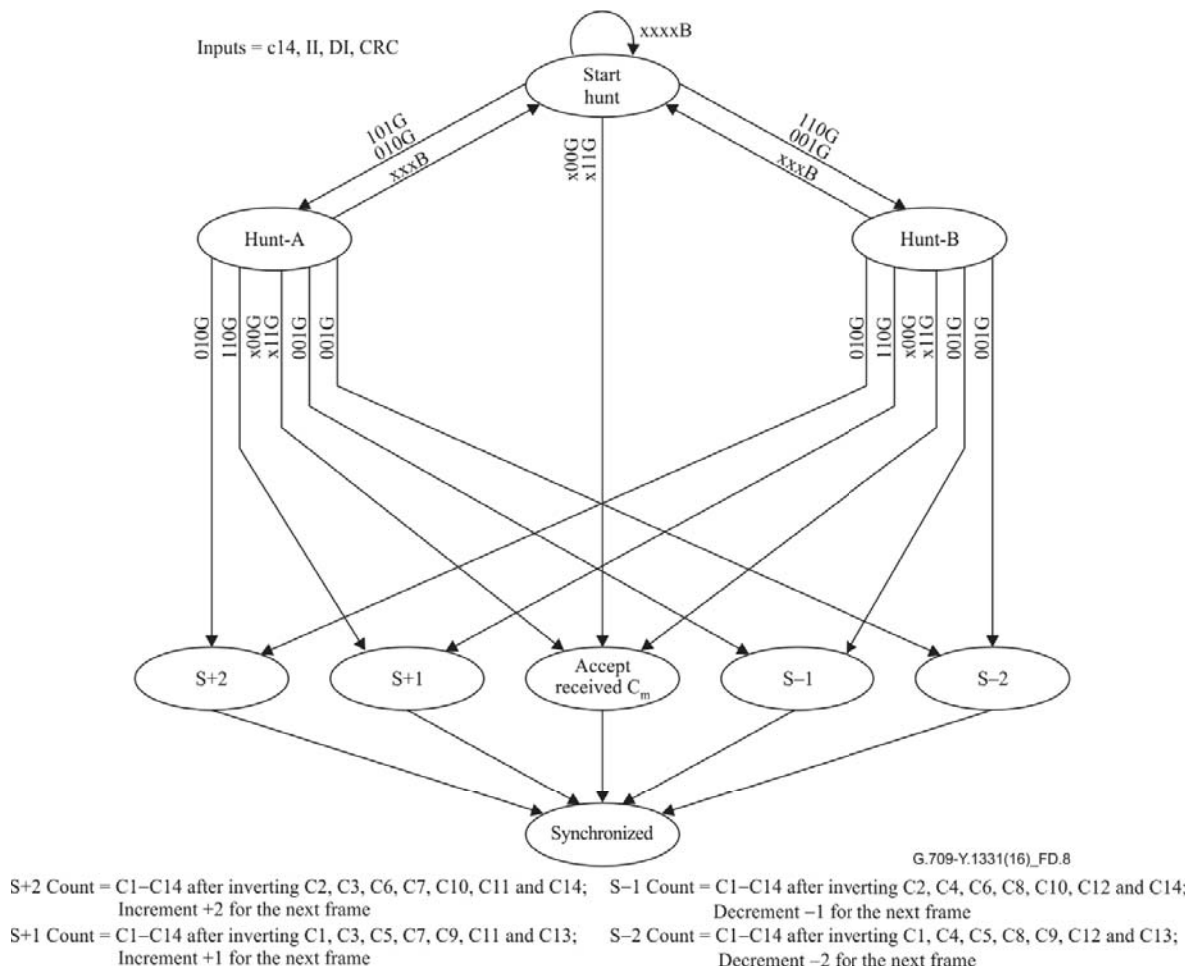 Inputs = c14, II, DI, CRC
xxxxB
Start
hunt
101G
010G
xxxB
x00G
x11G
110G
001G
xxxB
Hunt-A
Hunt-B
010G
110G
x00G
x11G
001G
001G
010G
110G
x00G
x11G
001G
001G
S+2
S+1
Accept
received Cm
S–1
S–2
Synchronized
G.709-Y.1331(16)_FD.8
S+2 Count = C1–C14 after inverting C2, C3, C6, C7, C10, C11 and C14;
Increment +2 for the next frame
S–1 Count = C1–C14 after inverting C2, C4, C6, C8, C10, C12 and C14;
Decrement –1 for the next frame
S+1 Count = C1–C14 after inverting C1, C3, C5, C7, C9, C11 and C13;
Increment +1 for the next frame
S–2 Count = C1–C14 after inverting C1, C4, C5, C8, C9, C12 and C13;
Decrement –2 for the next frame